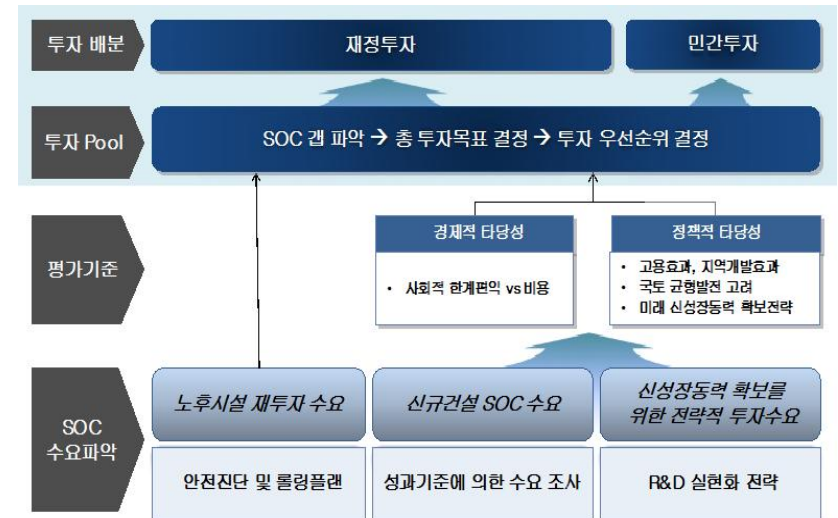 투자 배분
재정투자
민간투자
투자 Pool
SOC 갭 파악 → 총 투자목표 결정 → 투자 우선순위 결정
평가기준
경제적 타당성
• 사회적 한계편익 vs 비용
정책적 타당성
• 고용효과, 지역개발효과
• 국토 균형발전 고려
• 미래 신성장동력 확보전략
SOC
수요파악
노후시설 재투자 수요
신규건설 SOC 수요
신성장동력 확보를
위한 전략적 투자수요
안전진단 및 롤링플랜
성과기준에 의한 수요 조사
R&D 실현화 전략